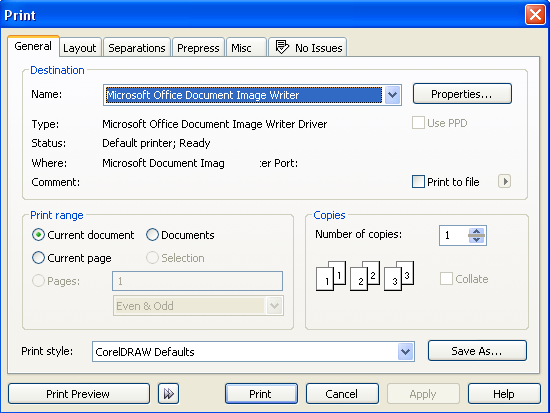 Print
General Layout Separations Prepress Misc No Issues
Destination
Name: Microsoft Office Document Image Writer Properties...
Type: Microsoft Office Document Image Writer Driver Use PPD
Status: Default printer; Ready
Where: Microsoft Document Imag ter Port:
Comment: Print to file
Print range Copies
Current document Documents Number of copies: 1
Current page Selection
Pages: 1 1 1 2 2 3 3 Collate
Even & Odd
Print style: CorelDRAW Defaults Save As...
Print Preview Print Cancel Apply Help